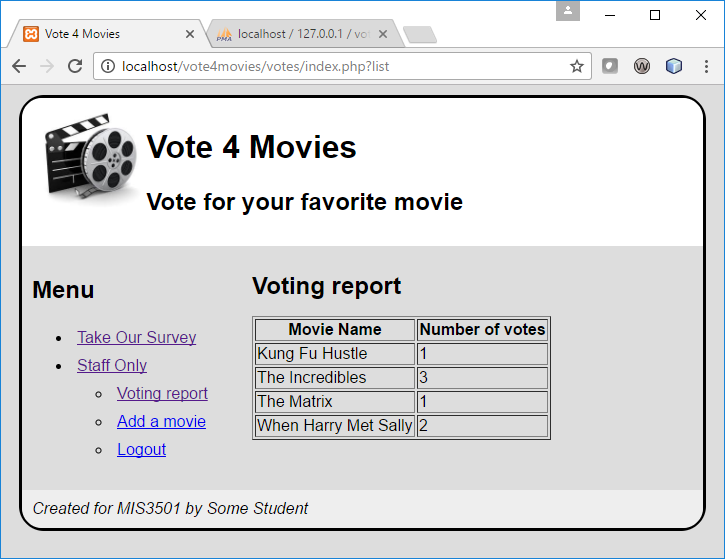 Vote 4 Movies
PMA
localhost / 127.0.0.1 / vot
localhost/vote4movies/votes/index.php?list
W
Vote 4 Movies
Vote for your favorite movie
Menu
Take Our Survey
Staff Only
Voting report
Add a movie
Logout
Voting report
Movie Name Number of votes
Kung Fu Hustle 1
The Incredibles 3
The Matrix 1
When Harry Met Sally 2
Created for MIS3501 by Some Student